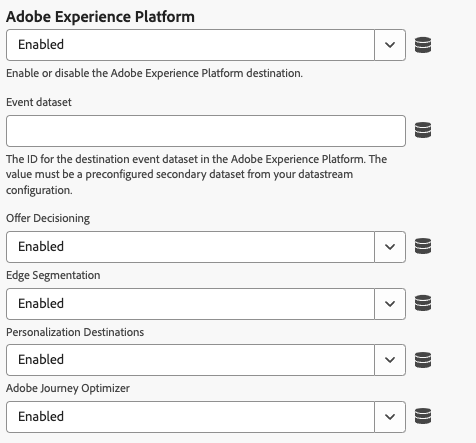 Adobe Experience Platform
Enabled
Enable or disable the Adobe Experience Platform destination.
Event dataset
The ID for the destination event dataset in the Adobe Experience Platform. The
value must be a preconfigured secondary dataset from your datastream
configuration.
Offer Decisioning
Enabled
Edge Segmentation
Enabled
Personalization Destinations
Enabled
Adobe Journey Optimizer
Enabled